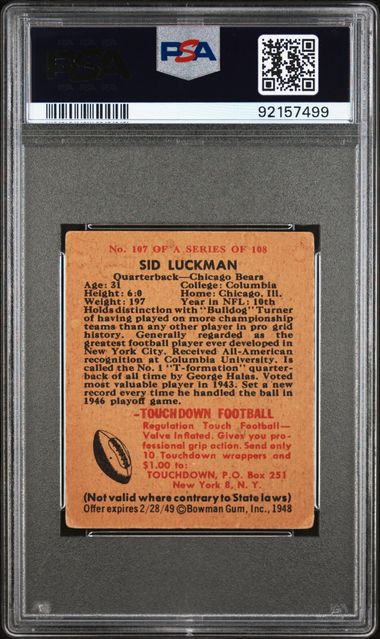 PSA
PSA
92157499
No. 107 OF A SERIES OF 108
SID LUCKMAN
Quarterback—Chicago Bears
Age: 31 College: Columbia
Height: 6:0 Home: Chicago, Ill.
Weight: 197 Year in NFL: 10th
Holds distinction with "Bulldog" Turner
of having played on more championship
teams than any other player in pro grid
history. Generally regarded as the
greatest football player ever developed in
New York City. Received All-American
recognition at Columbia University. Is
called the No. 1 "T-formation" quarter-
back of all time by George Halas. Voted
most valuable player in 1943. Set a new
record every time he handled the ball in
1946 playoff game.
-TOUCHDOWN FOOTBALL
Regulation Touch Football—
Valve Inflated. Gives you pro-
fessional grip action. Send only
10 Touchdown wrappers and
$1.00 to:
TOUCHDOWN, P.O. Box 251
New York 8, N. Y.
(Not valid where contrary to State laws)
Offer expires 2/28/49 ©Bowman Gum, Inc., 1948